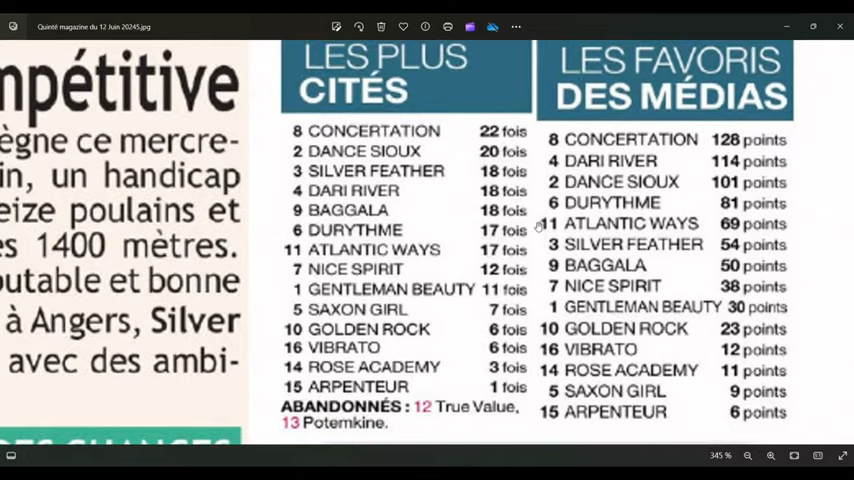 Quinté magazine du 12 Juin 20245.jpg
mpétitive
ègne ce mercre-
in, un handicap
eize poulains et
es 1400 mètres.
outable et bonne
à Angers, Silver
avec des ambi-
LES PLUS
CITÉS
8 CONCERTATION 22 fois
2 DANCE SIOUX 20 fois
3 SILVER FEATHER 18 fois
4 DARI RIVER 18 fois
9 BAGGALA 18 fois
6 DURYTHME 17 fois
11 ATLANTIC WAYS 17 fois
7 NICE SPIRIT 12 fois
1 GENTLEMAN BEAUTY 11 fois
5 SAXON GIRL 7 fois
10 GOLDEN ROCK 6 fois
16 VIBRATO 6 fois
14 ROSE ACADEMY 3 fois
15 ARPENTEUR 1 fois
ABANDONNÉS : 12 True Value,
13 Potemkine.
LES FAVORIS
DES MÉDIAS
8 CONCERTATION 128 points
4 DARI RIVER 114 points
2 DANCE SIOUX 101 points
6 DURYTHME 81 points
11 ATLANTIC WAYS 69 points
3 SILVER FEATHER 54 points
9 BAGGALA 50 points
7 NICE SPIRIT 38 points
1 GENTLEMAN BEAUTY 30 points
10 GOLDEN ROCK 23 points
16 VIBRATO 12 points
14 ROSE ACADEMY 11 points
5 SAXON GIRL 9 points
15 ARPENTEUR 6 points
345 %